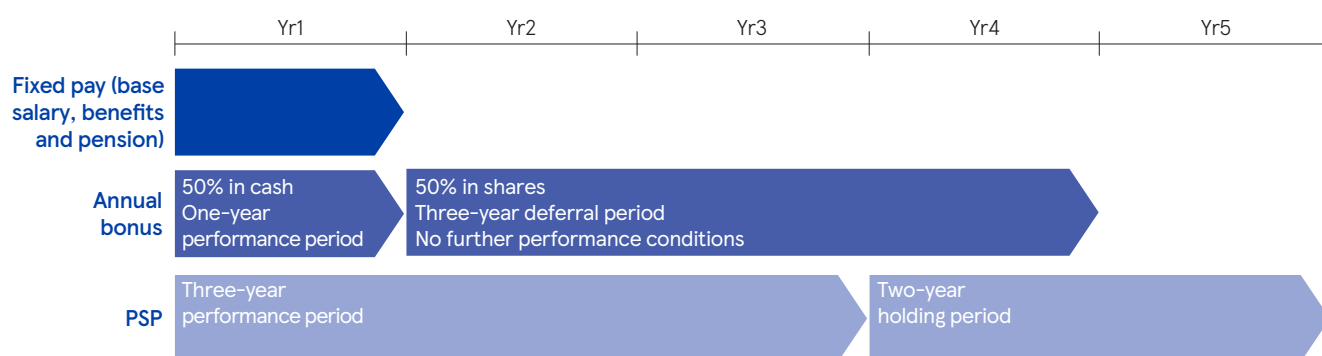 Yr1 Yr2 Yr3 Yr4 Yr5
Fixed pay (base
salary, benefits
and pension)
Annual
bonus
50% in cash
One-year
performance period
50% in shares
Three-year deferral period
No further performance conditions
PSP
Three-year
performance period
Two-year
holding period